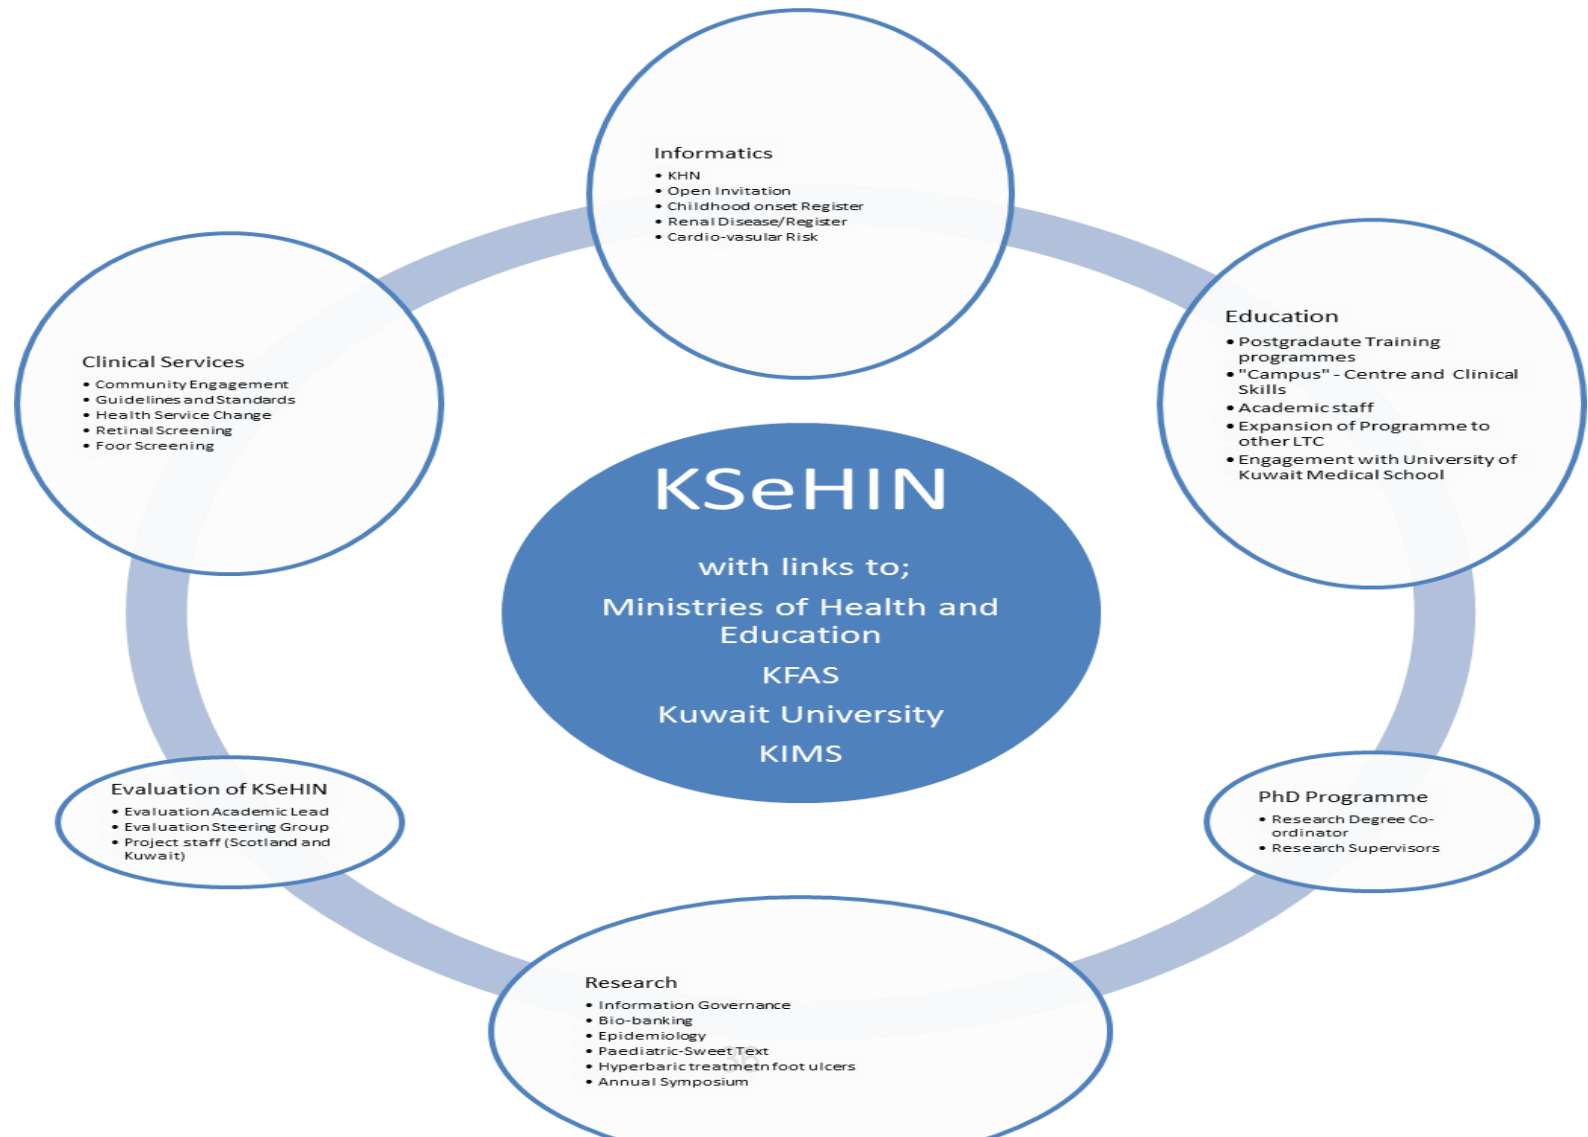 Informatics
• KHN
• Open Invitation
• Childhood onset Register
• Renal Disease/Register
• Cardio-vasular Risk
Education
• Postgradaute Training
programmes
• "Campus" - Centre and Clinical
Skills
• Academic staff
• Expansion of Programme to
other LTC
• Engagement with University of
Kuwait Medical School
Clinical Services
• Community Engagement
• Guidelines and Standards
• Health Service Change
• Retinal Screening
• Foor Screening
KSeHIN
with links to;
Ministries of Health and
Education
KFAS
Kuwait University
KIMS
Evaluation of KSeHIN
• Evaluation Academic Lead
• Evaluation Steering Group
• Project staff (Scotland and
Kuwait)
PhD Programme
• Research Degree Co-
ordinator
• Research Supervisors
Research
• Information Governance
• Bio-banking
• Epidemiology
• Paediatric-Sweet Text
• Hyperbaric treatmetn foot ulcers
• Annual Symposium
36